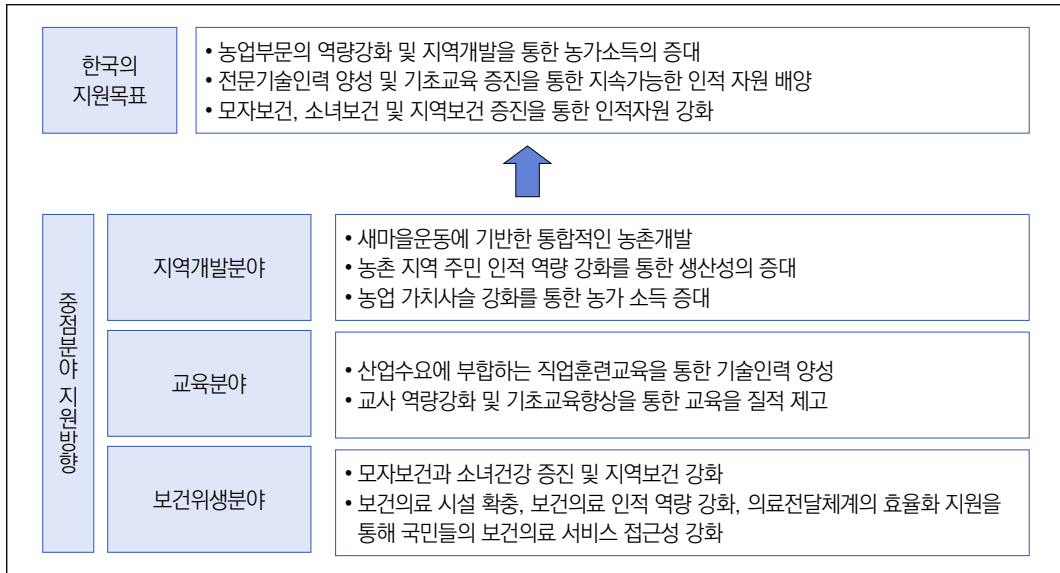 한국의
지원목표
• 농업부문의 역량강화 및 지역개발을 통한 농가소득의 증대
• 전문기술인력 양성 및 기초교육 증진을 통한 지속가능한 인적 자원 배양
• 모자보건, 소녀보건 및 지역보건 증진을 통한 인적자원 강화
중점분야 지원방향
지역개발분야
• 새마을운동에 기반한 통합적인 농촌개발
• 농촌 지역 주민 인적 역량 강화를 통한 생산성의 증대
• 농업 가치사슬 강화를 통한 농가 소득 증대
교육분야
• 산업수요에 부합하는 직업훈련교육을 통한 기술인력 양성
• 교사 역량강화 및 기초교육향상을 통한 교육을 질적 제고
보건위생분야
• 모자보건과 소녀건강 증진 및 지역보건 강화
• 보건의료 시설 확충, 보건의료 인적 역량 강화, 의료전달체계의 효율화 지원을
통해 국민들의 보건의료 서비스 접근성 강화